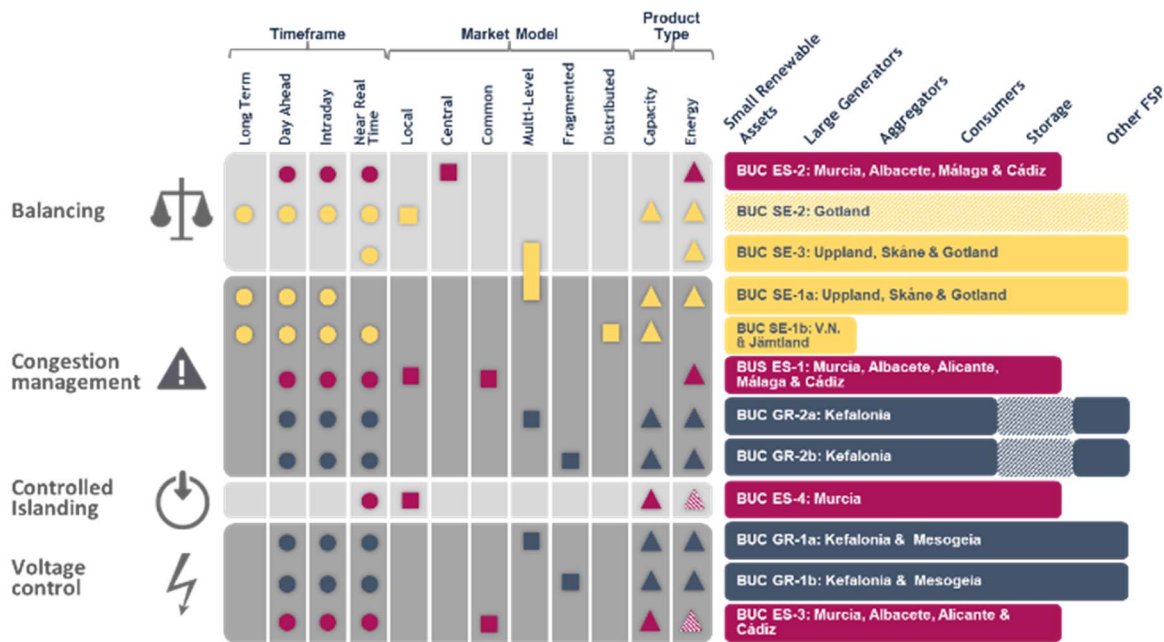 Timeframe
Market Model
Product
Type
Long Term
Day Ahead
Intraday
Near Real
Time
Local
Central
Common
Multi-Level
Fragmented
Distributed
Capacity
Energy
Small Renewable
Assets
Large Generators
Aggregators
Consumers
Storage
Other FSP
Balancing
BUC ES-2: Murcia, Albacete, Málaga & Cádiz
BUC SE-2: Gotland
BUC SE-3: Uppland, Skåne & Gotland
Congestion
management
BUC SE-1a: Uppland, Skåne & Gotland
BUC SE-1b: V.N.
& Jämtland
BUS ES-1: Murcia, Albacete, Alicante,
Málaga & Cádiz
BUC GR-2a: Kefalonia
BUC GR-2b: Kefalonia
Controlled
Islanding
BUC ES-4: Murcia
Voltage
control
BUC GR-1a: Kefalonia & Mesogeia
BUC GR-1b: Kefalonia & Mesogeia
BUC ES-3: Murcia, Albacete, Alicante &
Cádiz